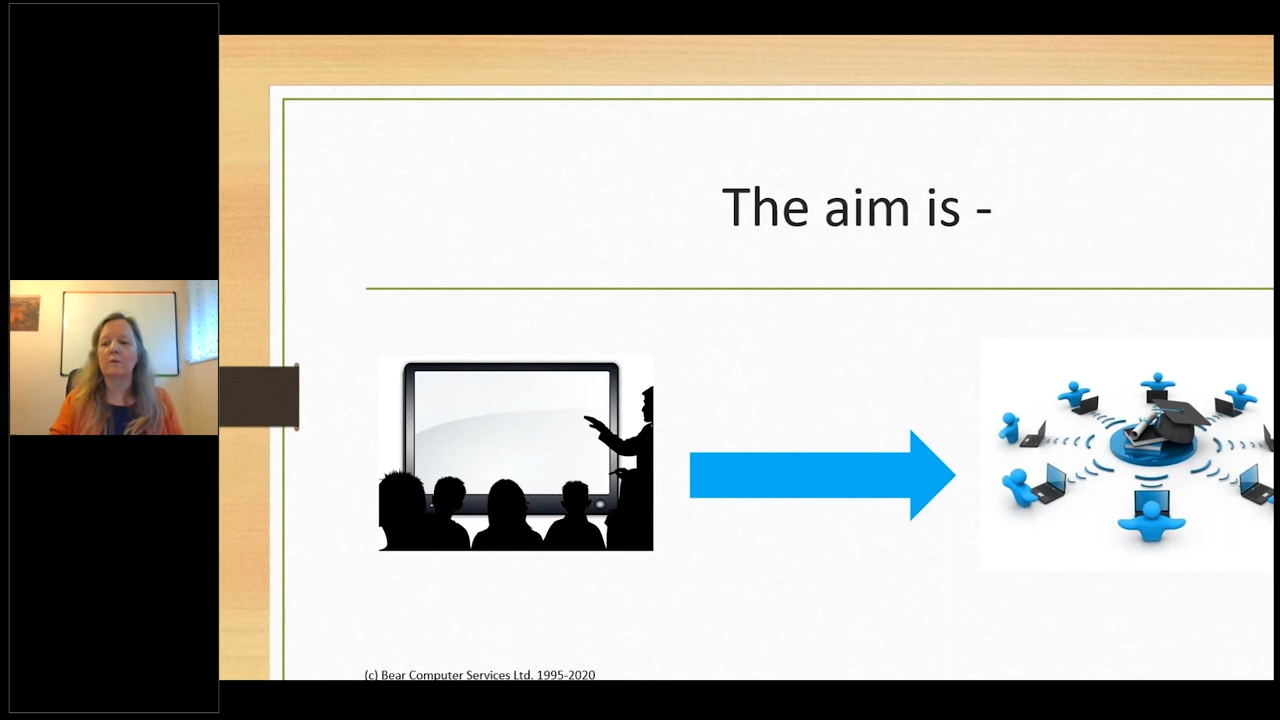 The aim is -
(c) Bear Computer Services Ltd. 1995-2020